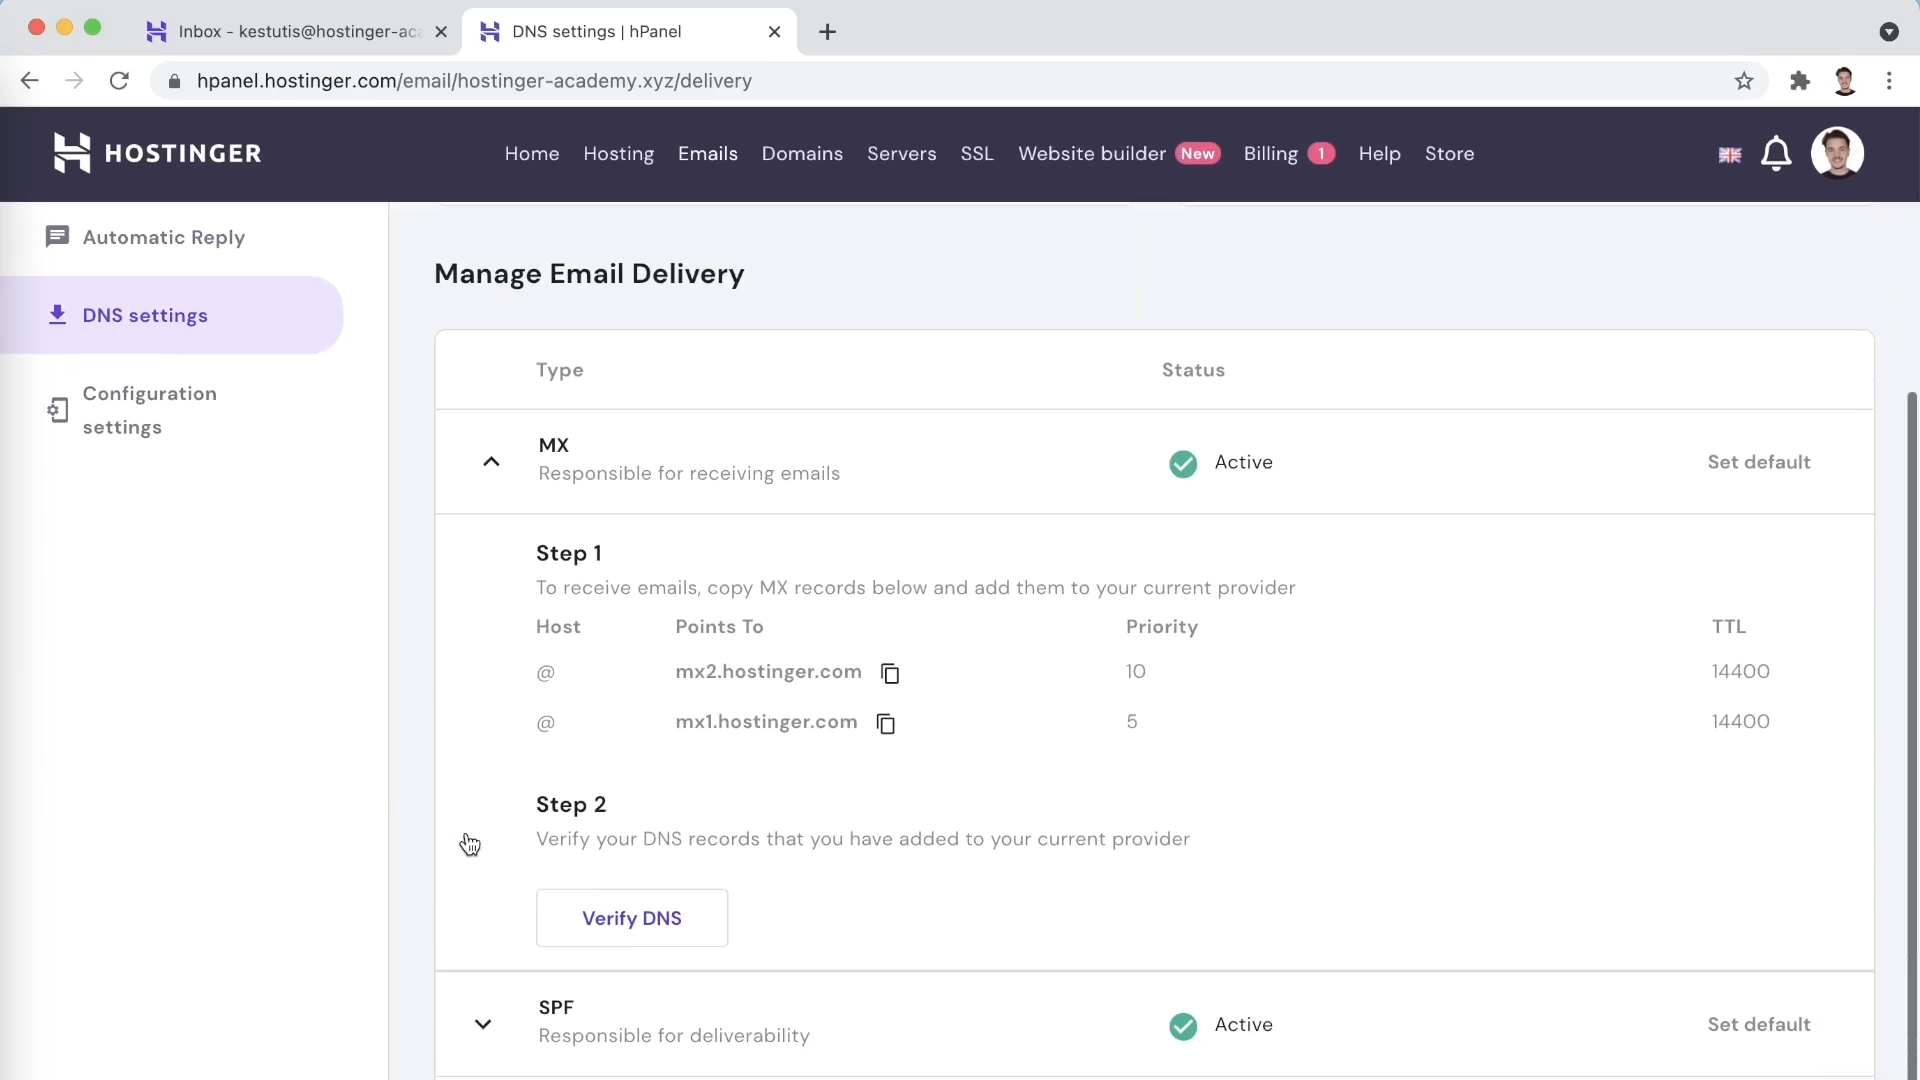 Inbox - kestutis@hostinger-aca
DNS settings | hPanel
hpanel.hostinger.com/email/hostinger-academy.xyz/delivery
HOSTINGER
Home Hosting Emails Domains Servers SSL Website builder New Billing 1 Help Store
Automatic Reply
DNS settings
Configuration
settings
Manage Email Delivery
Type Status
MX
Responsible for receiving emails
Active
Set default
Step 1
To receive emails, copy MX records below and add them to your current provider
Host Points To Priority TTL
@ mx2.hostinger.com 10 14400
@ mx1.hostinger.com 5 14400
Step 2
Verify your DNS records that you have added to your current provider
Verify DNS
SPF
Responsible for deliverability
Active
Set default